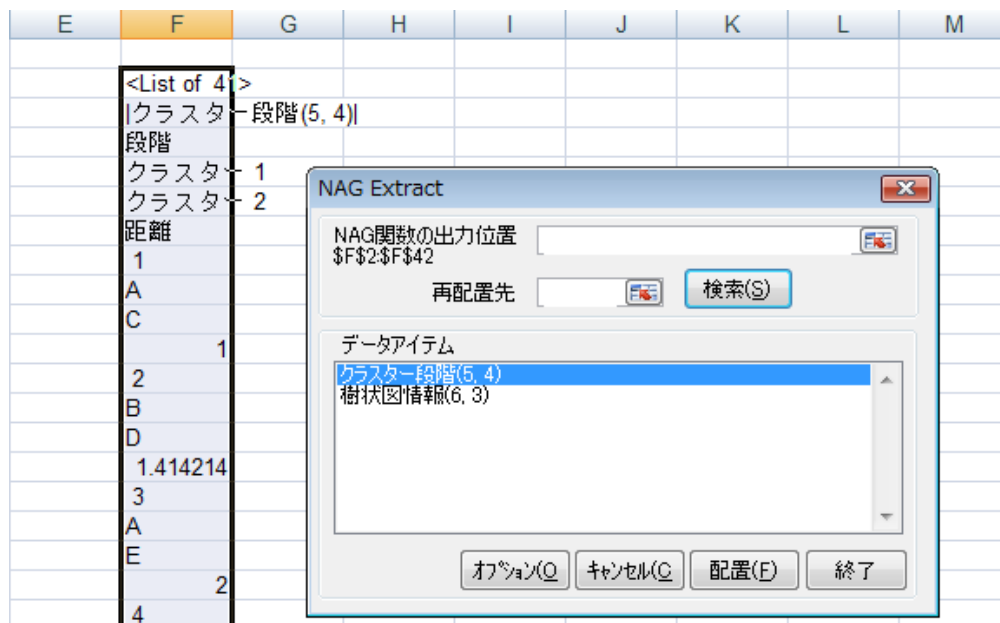 E F G H I J K L M
<List of 41>
|クラスター段階(5, 4)|
段階
クラスター 1
クラスター 2
距離
1
A
C
1
2
B
D
1.414214
3
A
E
2
4
NAG Extract
NAG関数の出力位置
$F$2:$F$42
再配置先
検索(S)
データアイテム
クラスター段階(5, 4)
樹状図情報(6, 3)
オプション(O キャンセル(C 配置(F) 終了